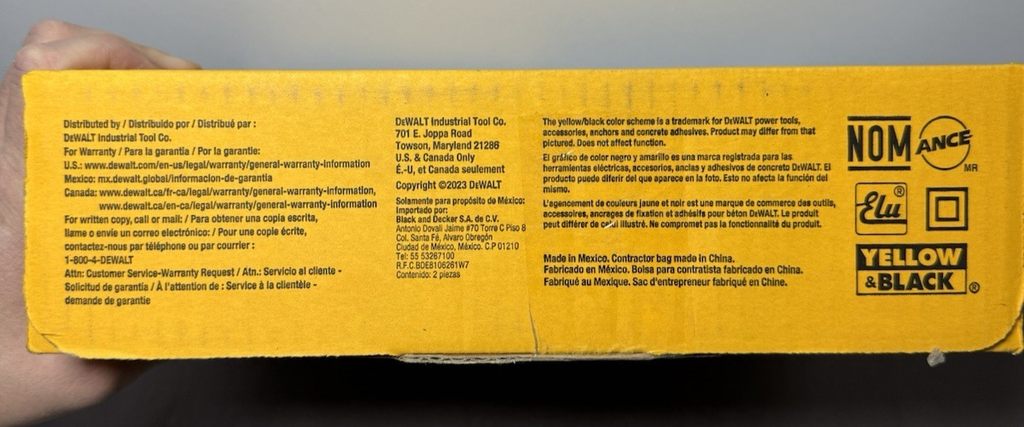 Distributed by / Distribuido por / Distribué par :
DEWALT Industrial Tool Co.
For Warranty / Para la garantía / Por la garantie:
U.S.: www.dewalt.com/en-us/legal/warranty/general-warranty-information
Mexico: mx.dewalt.global/informacion-de-garantia
Canada: www.dewalt.ca/fr-ca/legal/warranty/general-warranty-information,
www.dewalt.ca/en-ca/legal/warranty/general-warranty-information
For written copy, call or mail: / Para obtener una copia escrita,
llame o envíe un correo electrónico: / Pour une copie écrite,
contactez-nous par téléphone ou par courrier :
1-800-4-DEWALT
Attn: Customer Service-Warranty Request / Atn.: Servicio al cliente -
Solicitud de garantía / À l'attention de : Service à la clientèle -
demande de garantie
DEWALT Industrial Tool Co.
701 E. Joppa Road
Towson, Maryland 21286
U.S. & Canada Only
É.-U, et Canada seulement
Copyright ©2023 DEWALT
Solamente para propósito de México:
Importado por:
Black and Decker S.A. de C.V.
Antonio Dovali Jaime #70 Torre C Piso 8
Col. Santa Fé, Alvaro Obregón
Ciudad de México, México. C.P 01210
Tel: 55 53267100
R.F.C.BDE8106261W7
Contenido: 2 piezas
The yellow/black color scheme is a trademark for DEWALT power tools,
accessories, anchors and concrete adhesives. Product may differ from that
pictured. Does not affect function.
El gráfico de color negro y amarillo es una marca registrada para las
herramientas eléctricas, accesorios, anclas y adhesivos de concreto DEWALT. El
producto puede diferir del que aparece en la foto. Esto no afecta la función del
mismo.
L'agencement de couleurs jaune et noir est une marque de commerce des outils,
accessoires, ancrages de fixation et adhésifs pour béton DEWALT. Le produit
peut différer de celui illustré. Ne compromet pas la fonctionnalité du produit.
Made in Mexico. Contractor bag made in China.
Fabricado en México. Bolsa para contratista fabricado en China.
Fabriqué au Mexique. Sac d'entrepreneur fabriqué en Chine.
NOM ANCE
MR
Elu®
YELLOW
&BLACK®